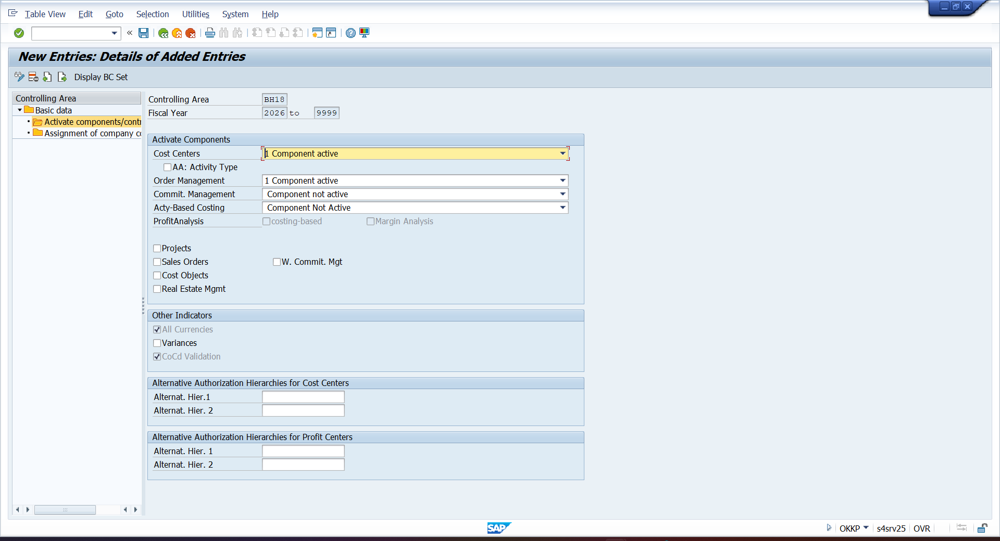 Table View Edit Goto Selection Utilities System Help
New Entries: Details of Added Entries
Display BC Set
Controlling Area
Basic data
Activate components/contr
Assignment of company co
Controlling Area BH18
Fiscal Year 2026 to 9999
Activate Components
Cost Centers 1 Component active
AA: Activity Type
Order Management 1 Component active
Commit. Management Component not active
Acty-Based Costing Component Not Active
ProfitAnalysis costing-based Margin Analysis
Projects
Sales Orders W. Commit. Mgt
Cost Objects
Real Estate Mgmt
Other Indicators
All Currencies
Variances
CoCd Validation
Alternative Authorization Hierarchies for Cost Centers
Alternat. Hier.1
Alternat. Hier. 2
Alternative Authorization Hierarchies for Profit Centers
Alternat. Hier. 1
Alternat. Hier. 2
SAP OKKP s4srv25 OVR